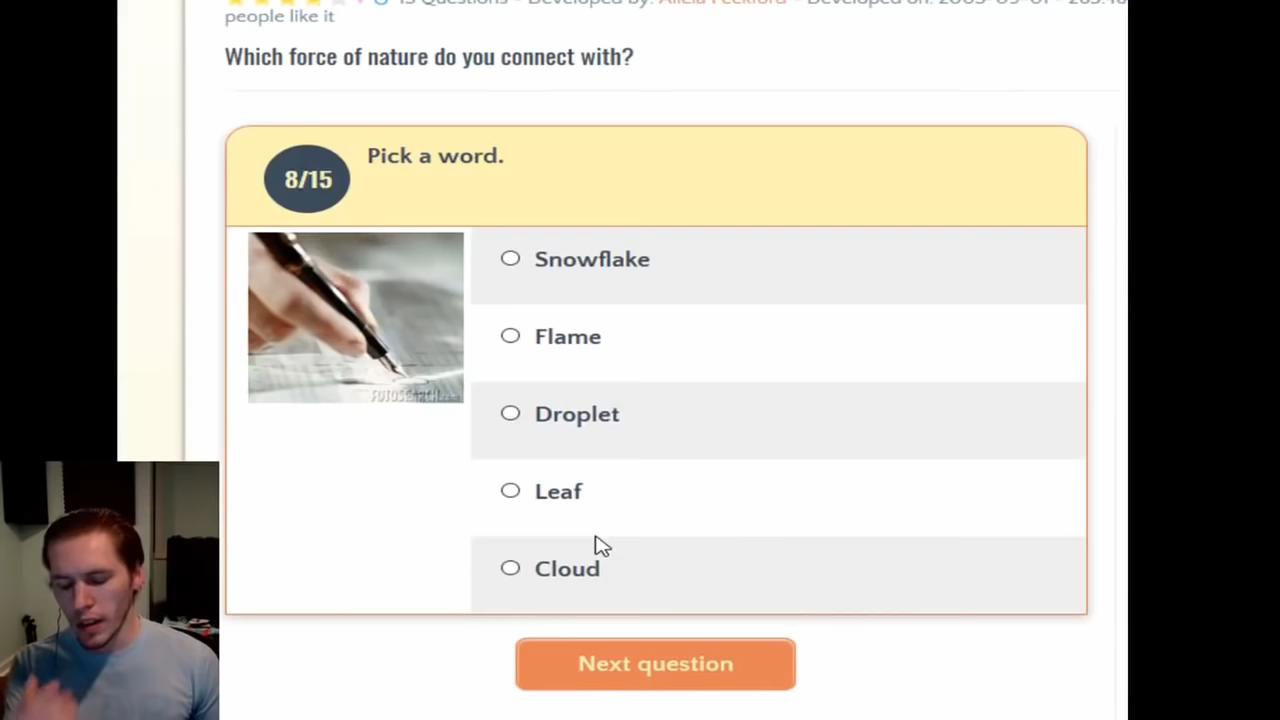 people like it
Which force of nature do you connect with?
8/15
Pick a word.
Snowflake
Flame
Droplet
Leaf
Cloud
Next question